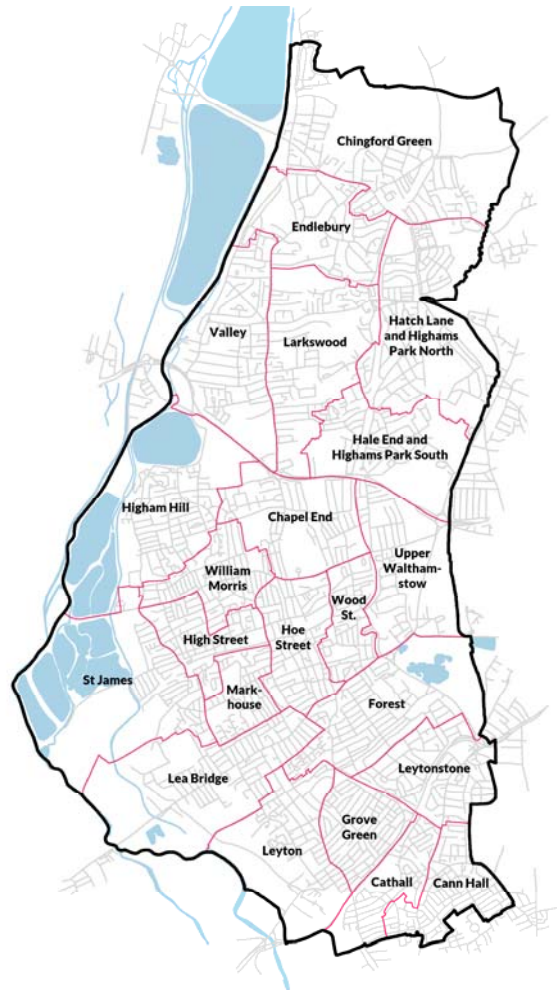 Chingford Green
Endlebury
Valley
Larkswood
Hatch Lane
and Highams
Park North
Hale End and
Highams Park South
Higham Hill
Chapel End
Upper
Waltham-
stow
William
Morris
Wood
St.
High Street
Hoe
Street
St James
Mark-
house
Forest
Lea Bridge
Leytonstone
Grove
Green
Leyton
Cathall
Cann Hall